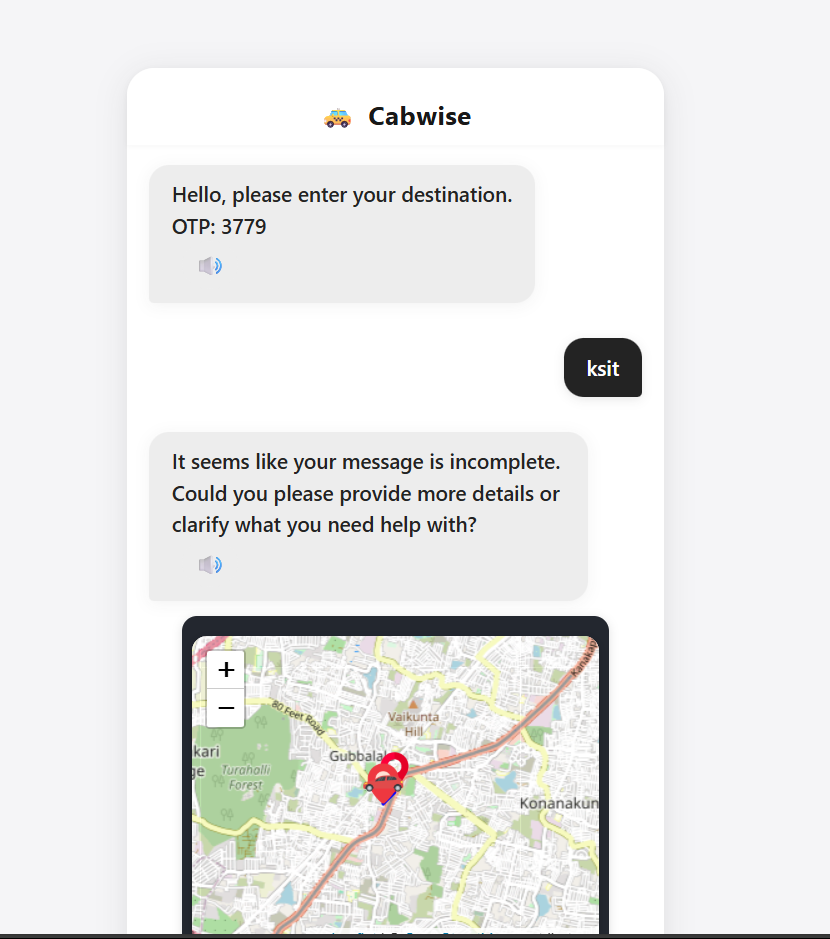 Cabwise
Hello, please enter your destination.
OTP: 3779
ksit
It seems like your message is incomplete.
Could you please provide more details or
clarify what you need help with?
+
−
80 Feet Road
Vaikunta
Hill
Gubbalal
kari
ge
Turahalli
Forest
Konanakun
Kanakap